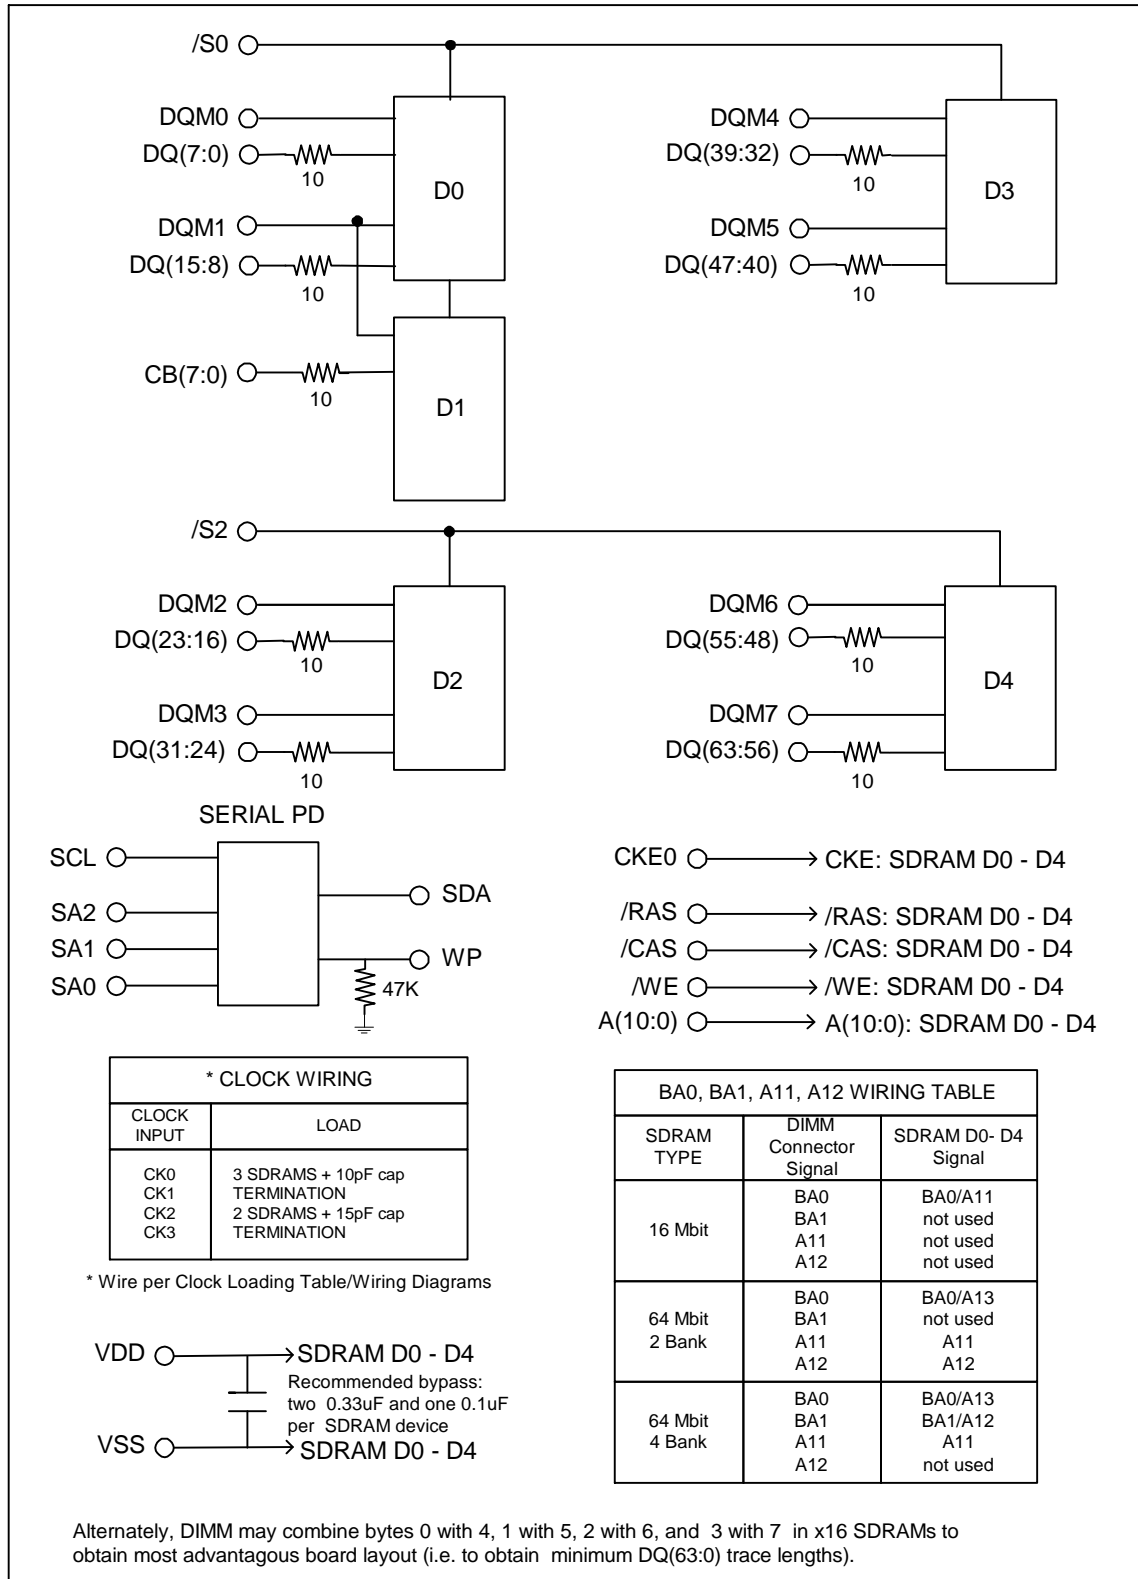 /S0
DQM0
DQ(7:0)
10
DQM1
DQ(15:8)
10
D0
CB(7:0)
10
D1
DQM4
DQ(39:32)
10
DQM5
DQ(47:40)
10
D3
/S2
DQM2
DQ(23:16)
10
DQM3
DQ(31:24)
10
D2
DQM6
DQ(55:48)
10
DQM7
DQ(63:56)
10
D4
SERIAL PD
SCL
SA2
SA1
SA0
SDA
WP
47K
CKE0 CKE: SDRAM D0 - D4
/RAS /RAS: SDRAM D0 - D4
/CAS /CAS: SDRAM D0 - D4
/WE /WE: SDRAM D0 - D4
A(10:0) A(10:0): SDRAM D0 - D4
* CLOCK WIRING
CLOCK INPUT LOAD
CK0 3 SDRAMS + 10pF cap
CK1 TERMINATION
CK2 2 SDRAMS + 15pF cap
CK3 TERMINATION
* Wire per Clock Loading Table/Wiring Diagrams
BA0, BA1, A11, A12 WIRING TABLE
SDRAM TYPE DIMM Connector Signal SDRAM D0- D4 Signal
16 Mbit
BA0 BA0/A11
BA1 not used
A11 not used
A12 not used
64 Mbit 2 Bank
BA0 BA0/A13
BA1 not used
A11 A11
A12 A12
64 Mbit 4 Bank
BA0 BA0/A13
BA1 BA1/A12
A11 A11
A12 not used
VDD SDRAM D0 - D4
Recommended bypass:
two 0.33uF and one 0.1uF
per SDRAM device
VSS SDRAM D0 - D4
Alternately, DIMM may combine bytes 0 with 4, 1 with 5, 2 with 6, and 3 with 7 in x16 SDRAMs to
obtain most advantagous board layout (i.e. to obtain minimum DQ(63:0) trace lengths).